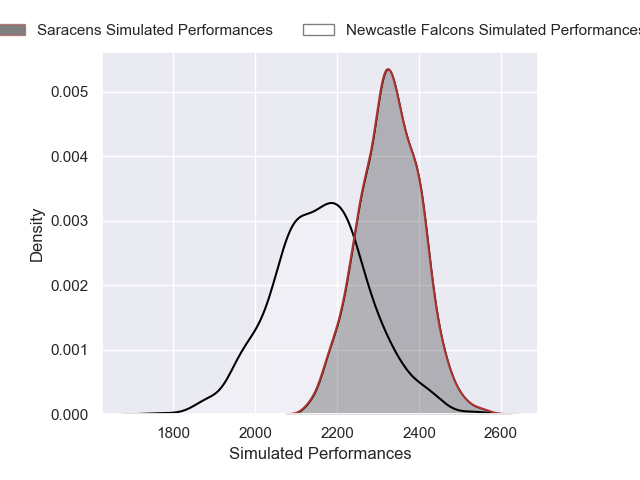 Saracens Simulated Performances
Newcastle Falcons Simulated Performances
0.005
0.004
0.003
0.002
0.001
0.000
Density
1800 2000 2200 2400 2600
Simulated Performances